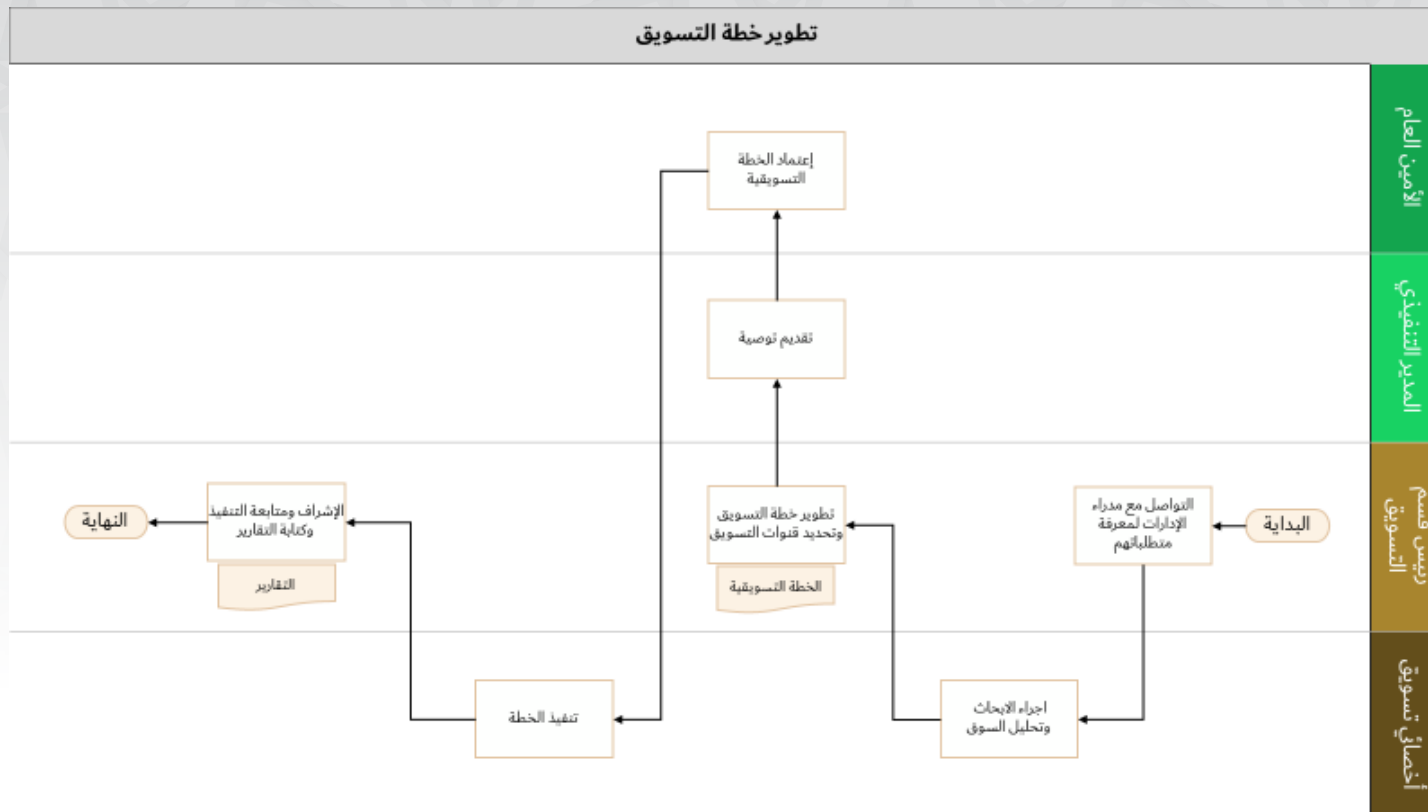 تطوير خطة التسويق
الأمين العام
إعتماد الخطة
التسويقية
المدير التنفيذي
تقديم توصية
رئيس قسم
التسويق
البداية
التواصل مع مدراء
الإدارات لمعرفة
متطلباتهم
تطوير خطة التسويق
وتحديد قنوات التسويق
الخطة التسويقية
الإشراف ومتابعة التنفيذ
وكتابة التقارير
التقارير
النهاية
أخصائي تسويق
اجراء الابحاث
وتحليل السوق
تنفيذ الخطة